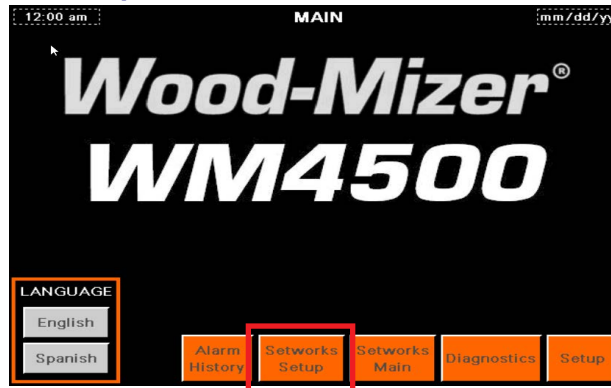 12:00 am MAIN mm/dd/yy
Wood-Mizer®
WM4500
LANGUAGE
English
Spanish
Alarm History
Setworks Setup
Setworks Main
Diagnostics
Setup